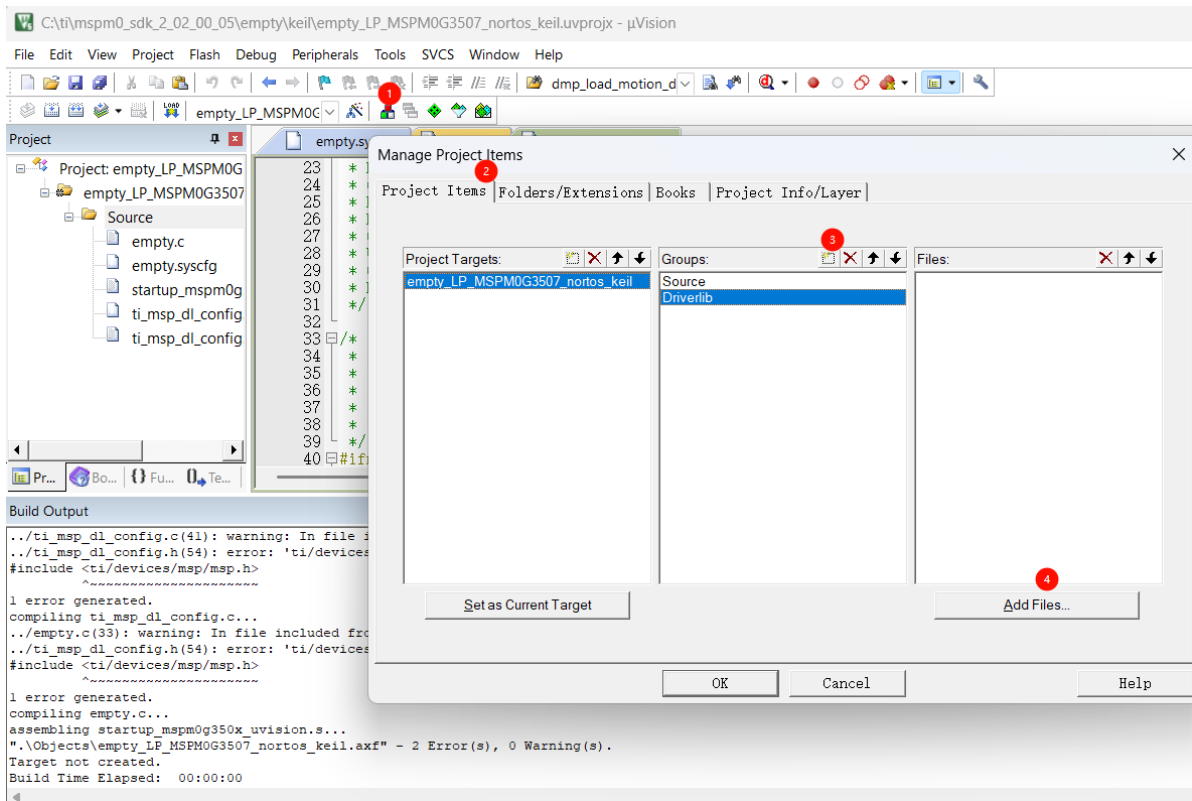 C:\ti\mspm0_sdk_2_02_00_05\empty\keil\empty_LP_MSPM0G3507_nortos_keil.uvprojx - µVision
File Edit View Project Flash Debug Peripherals Tools SVCS Window Help
dmp_load_motion_d
1
LOAD
empty_LP_MSPM0G
Project
empty.sy
Manage Project Items
2
Project Items Folders/Extensions Books Project Info/Layer
Project: empty_LP_MSPM0G
empty_LP_MSPM0G3507
Source
empty.c
empty.syscfg
startup_mspm0g
ti_msp_dl_config
ti_msp_dl_config
23 *
24 *
25 *
26 *
27 *
28 *
29 *
30 *
31 */
32
33 /*
34 *
35 *
36 *
37 *
38 *
39 */
40 #if
3
Project Targets: Groups: Files:
empty_LP_MSPM0G3507_nortos_keil
Source
Driverlib
4
Set as Current Target
Add Files...
OK Cancel Help
Pr... Bo... {} Fu... Te...
Build Output
../ti_msp_dl_config.c(41): warning: In file i
../ti_msp_dl_config.h(54): error: 'ti/devices
#include <ti/devices/msp/msp.h>
^~~~~~~~~~~~~~~~~~~~~~
1 error generated.
compiling ti_msp_dl_config.c...
../empty.c(33): warning: In file included fro
../ti_msp_dl_config.h(54): error: 'ti/devices
#include <ti/devices/msp/msp.h>
^~~~~~~~~~~~~~~~~~~~~~
1 error generated.
compiling empty.c...
assembling startup_mspm0g350x_uvision.s...
".\Objects\empty_LP_MSPM0G3507_nortos_keil.axf" - 2 Error(s), 0 Warning(s).
Target not created.
Build Time Elapsed: 00:00:00